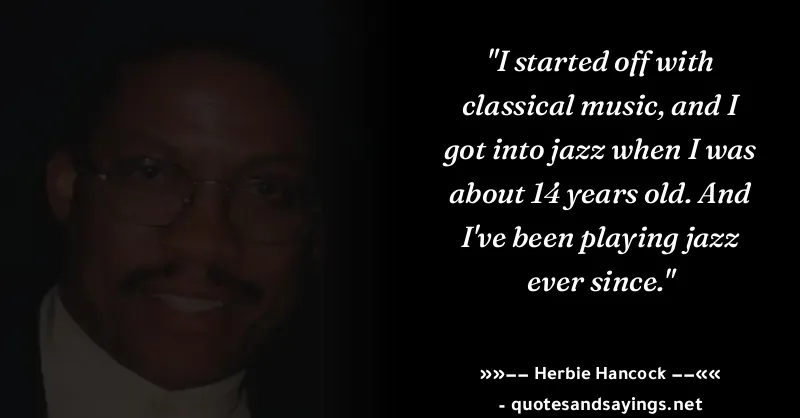 "I started off with
classical music, and I
got into jazz when I was
about 14 years old. And
I've been playing jazz
ever since."
»»–– Herbie Hancock ––««
- quotesandsayings.net